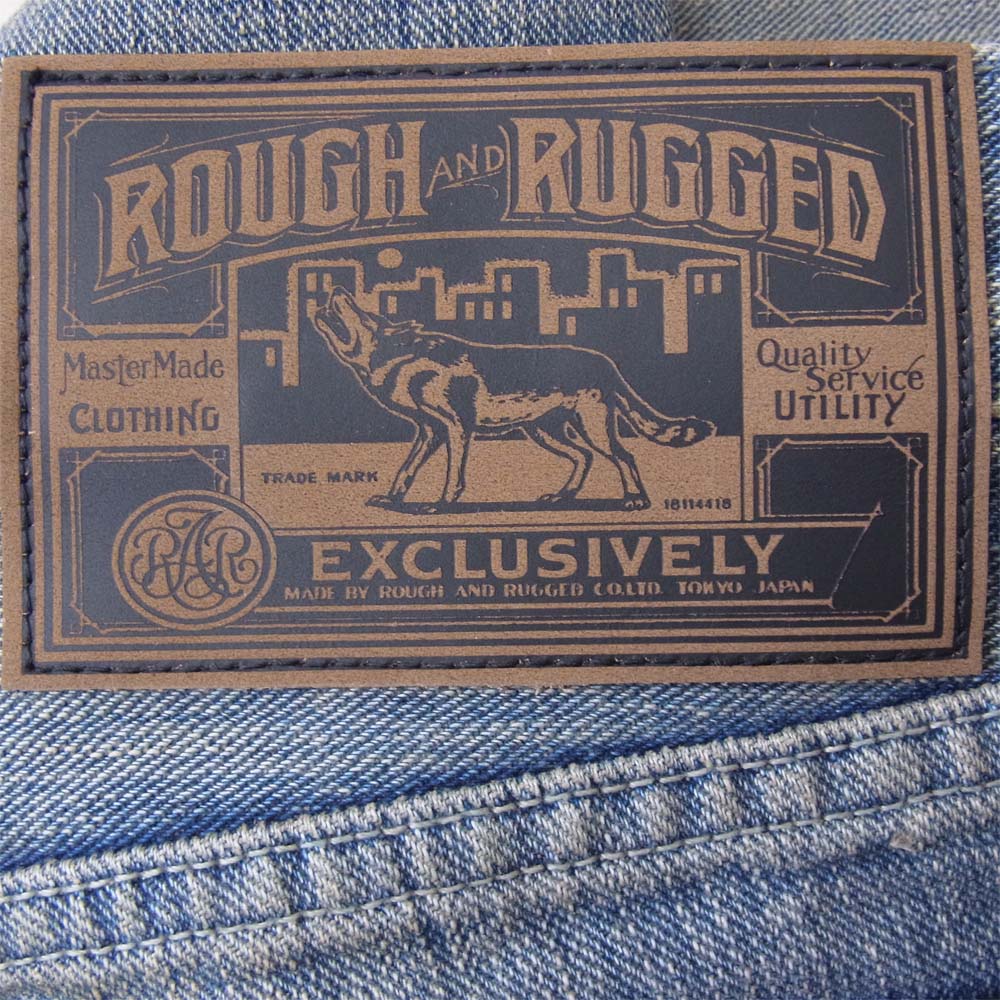 ROUGH AND RUGGED
MasterMade
CLOTHING
Quality
Service
UTILITY
TRADE MARK
18114418
RAR
EXCLUSIVELY
MADE BY ROUGH AND RUGGED CO.LTD. TOKYO JAPAN